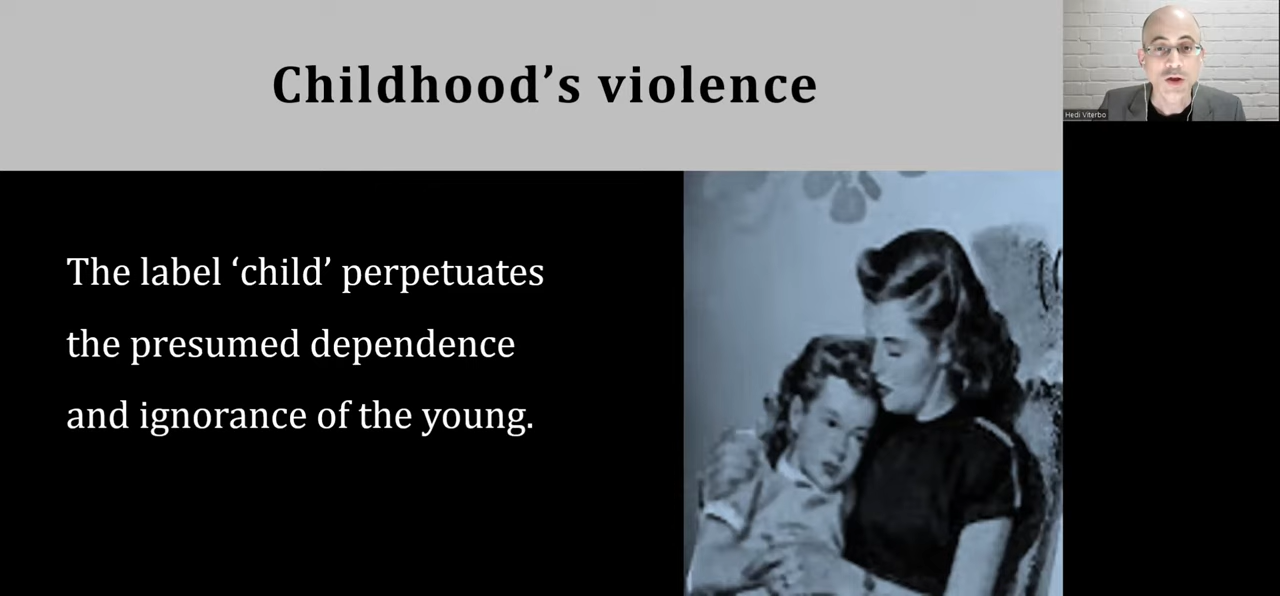 Childhood’s violence
Hedi Viterbo
The label ‘child’ perpetuates
the presumed dependence
and ignorance of the young.